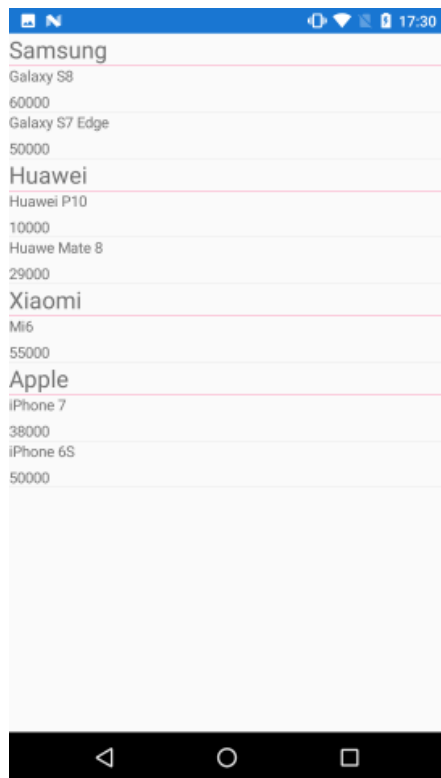 17:30
Samsung
Galaxy S8
60000
Galaxy S7 Edge
50000
Huawei
Huawei P10
10000
Huawe Mate 8
29000
Xiaomi
Mi6
55000
Apple
iPhone 7
38000
iPhone 6S
50000